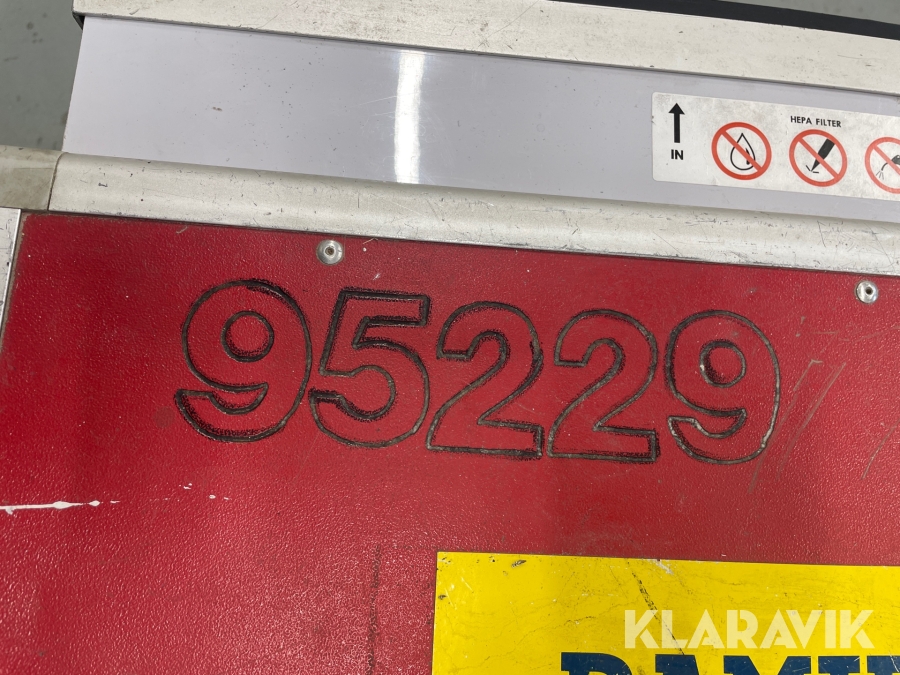 HEPA FILTER
IN
95229
KLARAVIK